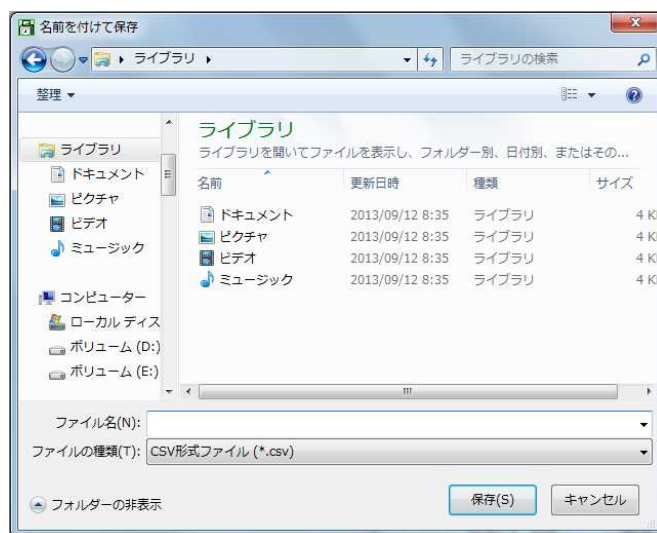 名前を付けて保存
ライブラリ
ライブラリの検索
整理
ライブラリ
ドキュメント
ピクチャ
ビデオ
ミュージック
コンピューター
ローカル ディス
ボリューム (D:)
ボリューム (E:)
ライブラリ
ライブラリを開いてファイルを表示し、フォルダー別、日付別、またはその...
名前 更新日時 種類 サイズ
ドキュメント 2013/09/12 8:35 ライブラリ 4 K
ピクチャ 2013/09/12 8:35 ライブラリ 4 K
ビデオ 2013/09/12 8:35 ライブラリ 4 K
ミュージック 2013/09/12 8:35 ライブラリ 4 K
ファイル名(N):
ファイルの種類(T): CSV形式ファイル (*.csv)
フォルダーの非表示 保存(S) キャンセル